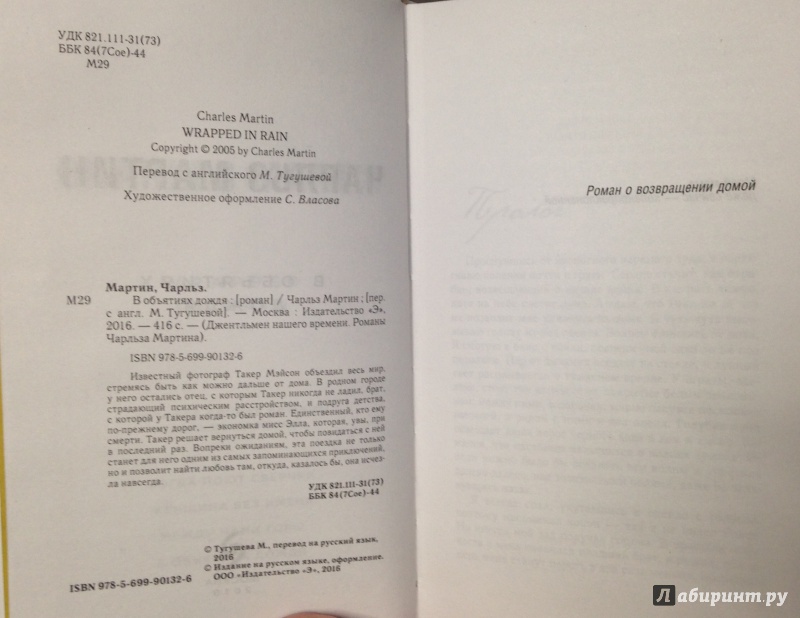 УДК 821.111-31(73)
ББК 84(7Сое)-44
М29
Charles Martin
WRAPPED IN RAIN
Copyright © 2005 by Charles Martin
Перевод с английского М. Тугушевой
Художественное оформление С. Власова
Мартин, Чарльз.
М29 В объятиях дождя : [роман] / Чарльз Мартин ; [пер.
с англ. М. Тугушевой]. — Москва : Издательство «Э»,
2016. — 416 с. — (Джентльмен нашего времени. Романы
Чарльза Мартина).
ISBN 978-5-699-90132-6
Известный фотограф Такер Мэйсон объездил весь мир,
стремясь быть как можно дальше от дома. В родном городе
у него остались отец, с которым Такер никогда не ладил, брат,
страдающий психическим расстройством, и подруга детства,
с которой у Такера когда-то был роман. Единственный, кто ему
по-прежнему дорог, — экономка мисс Элла, которая, увы, при
смерти. Такер решает вернуться домой, чтобы повидаться с ней
в последний раз. Вопреки ожиданиям, эта поездка не только
станет для него одним из самых запоминающихся приключений,
но и позволит найти любовь там, откуда, казалось бы, она исчез-
ла навсегда.
УДК 821.111-31(73)
ББК 84(7Сое)-44
© Тугушева М., перевод на русский язык,
2016
© Издание на русском языке, оформление.
ООО «Издательство «Э», 2016
ISBN 978-5-699-90132-6
Роман о возвращении домой
Пролог
Лабиринт.ру